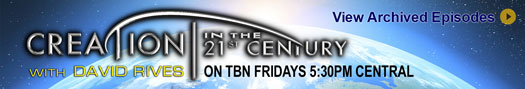 View Archived Episodes
CREATION IN THE 21ST CENTURY
WITH DAVID RIVES ON TBN FRIDAYS 5:30PM CENTRAL